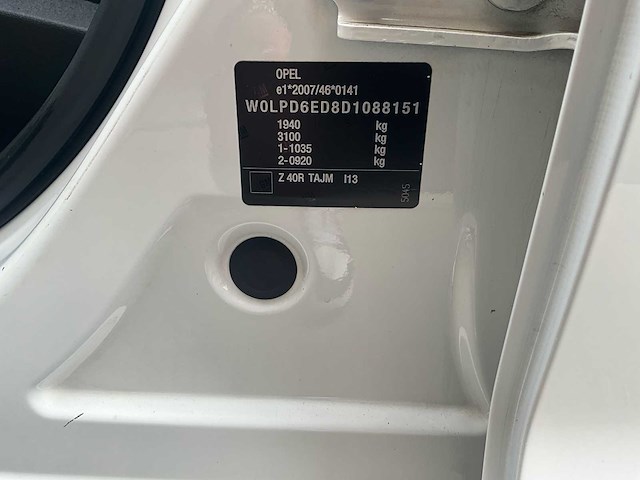 OPEL
e1*2007/46*0141
W0LPD6ED8D1088151
1940 kg
3100 kg
1-1035 kg
2-0920 kg
Z 40R TAJM I13
5045